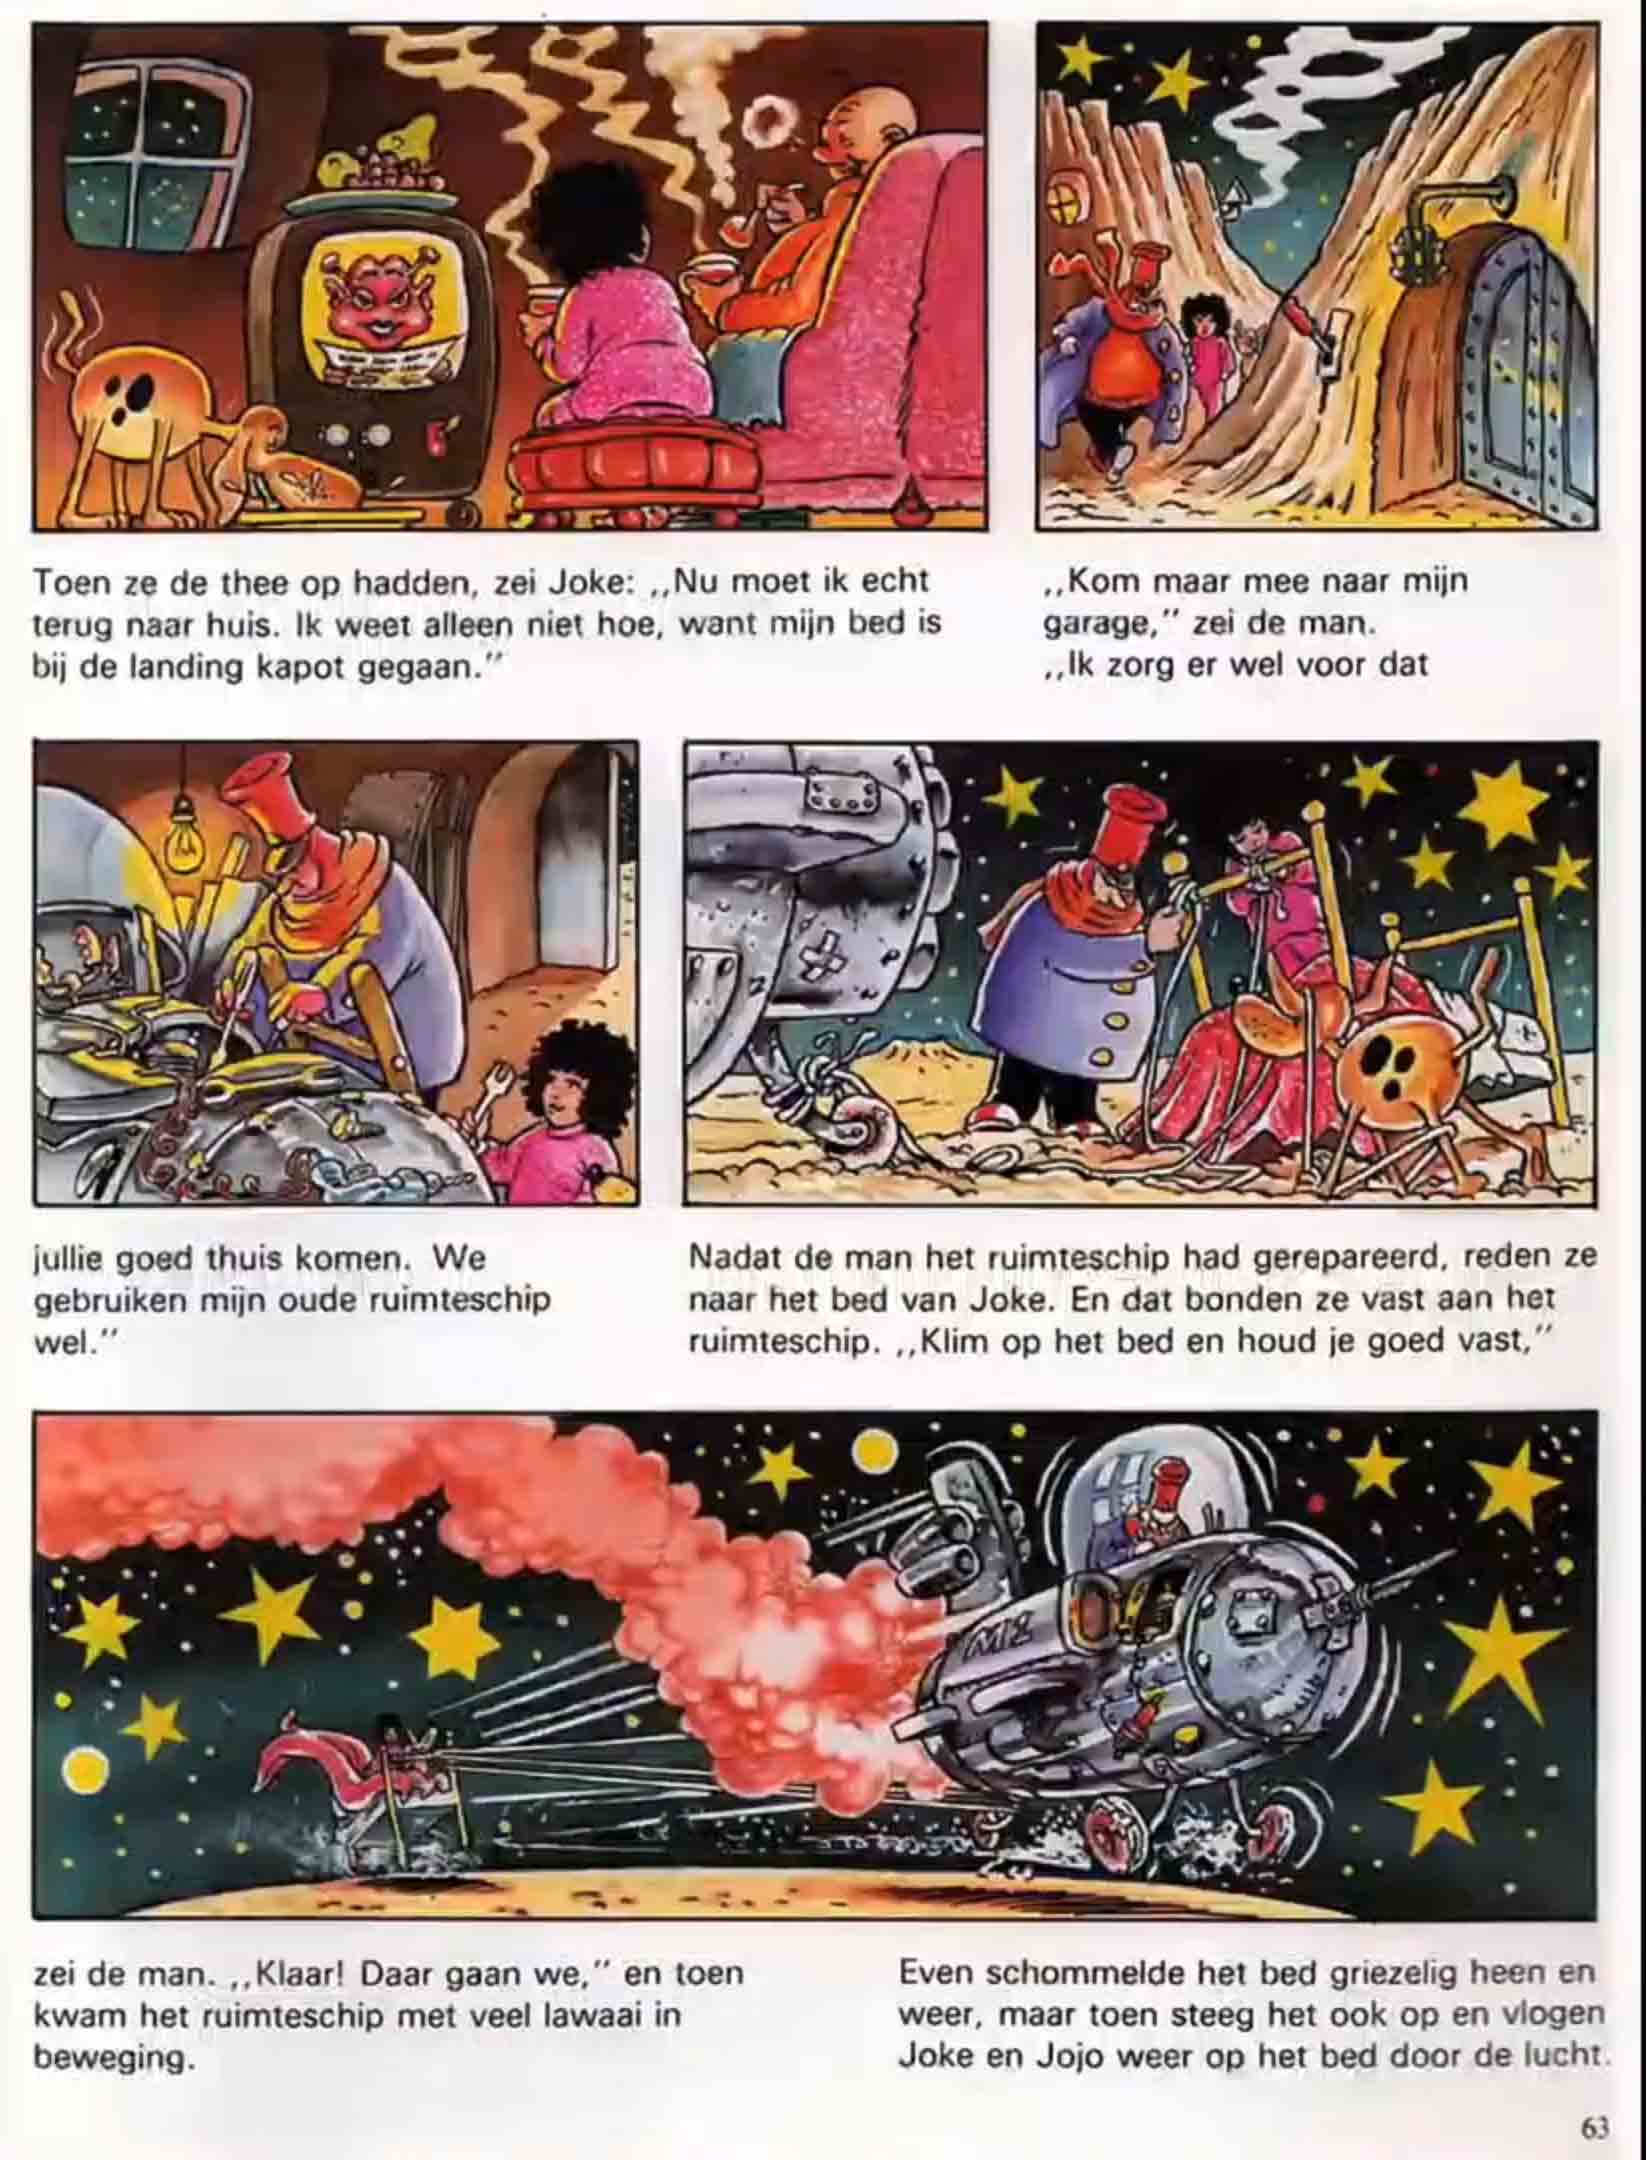 Toen ze de thee op hadden, zei Joke: ,,Nu moet ik echt
terug naar huis. Ik weet alleen niet hoe, want mijn bed is
bij de landing kapot gegaan.''
,,Kom maar mee naar mijn
garage,'' zei de man.
,,Ik zorg er wel voor dat
jullie goed thuis komen. We
gebruiken mijn oude ruimteschip
wel.''
Nadat de man het ruimteschip had gerepareerd, reden ze
naar het bed van Joke. En dat bonden ze vast aan het
ruimteschip. ,,Klim op het bed en houd je goed vast,''
zei de man. ,,Klaar! Daar gaan we,'' en toen
kwam het ruimteschip met veel lawaai in
beweging.
Even schommelde het bed griezelig heen en
weer, maar toen steeg het ook op en vlogen
Joke en Jojo weer op het bed door de lucht.
63